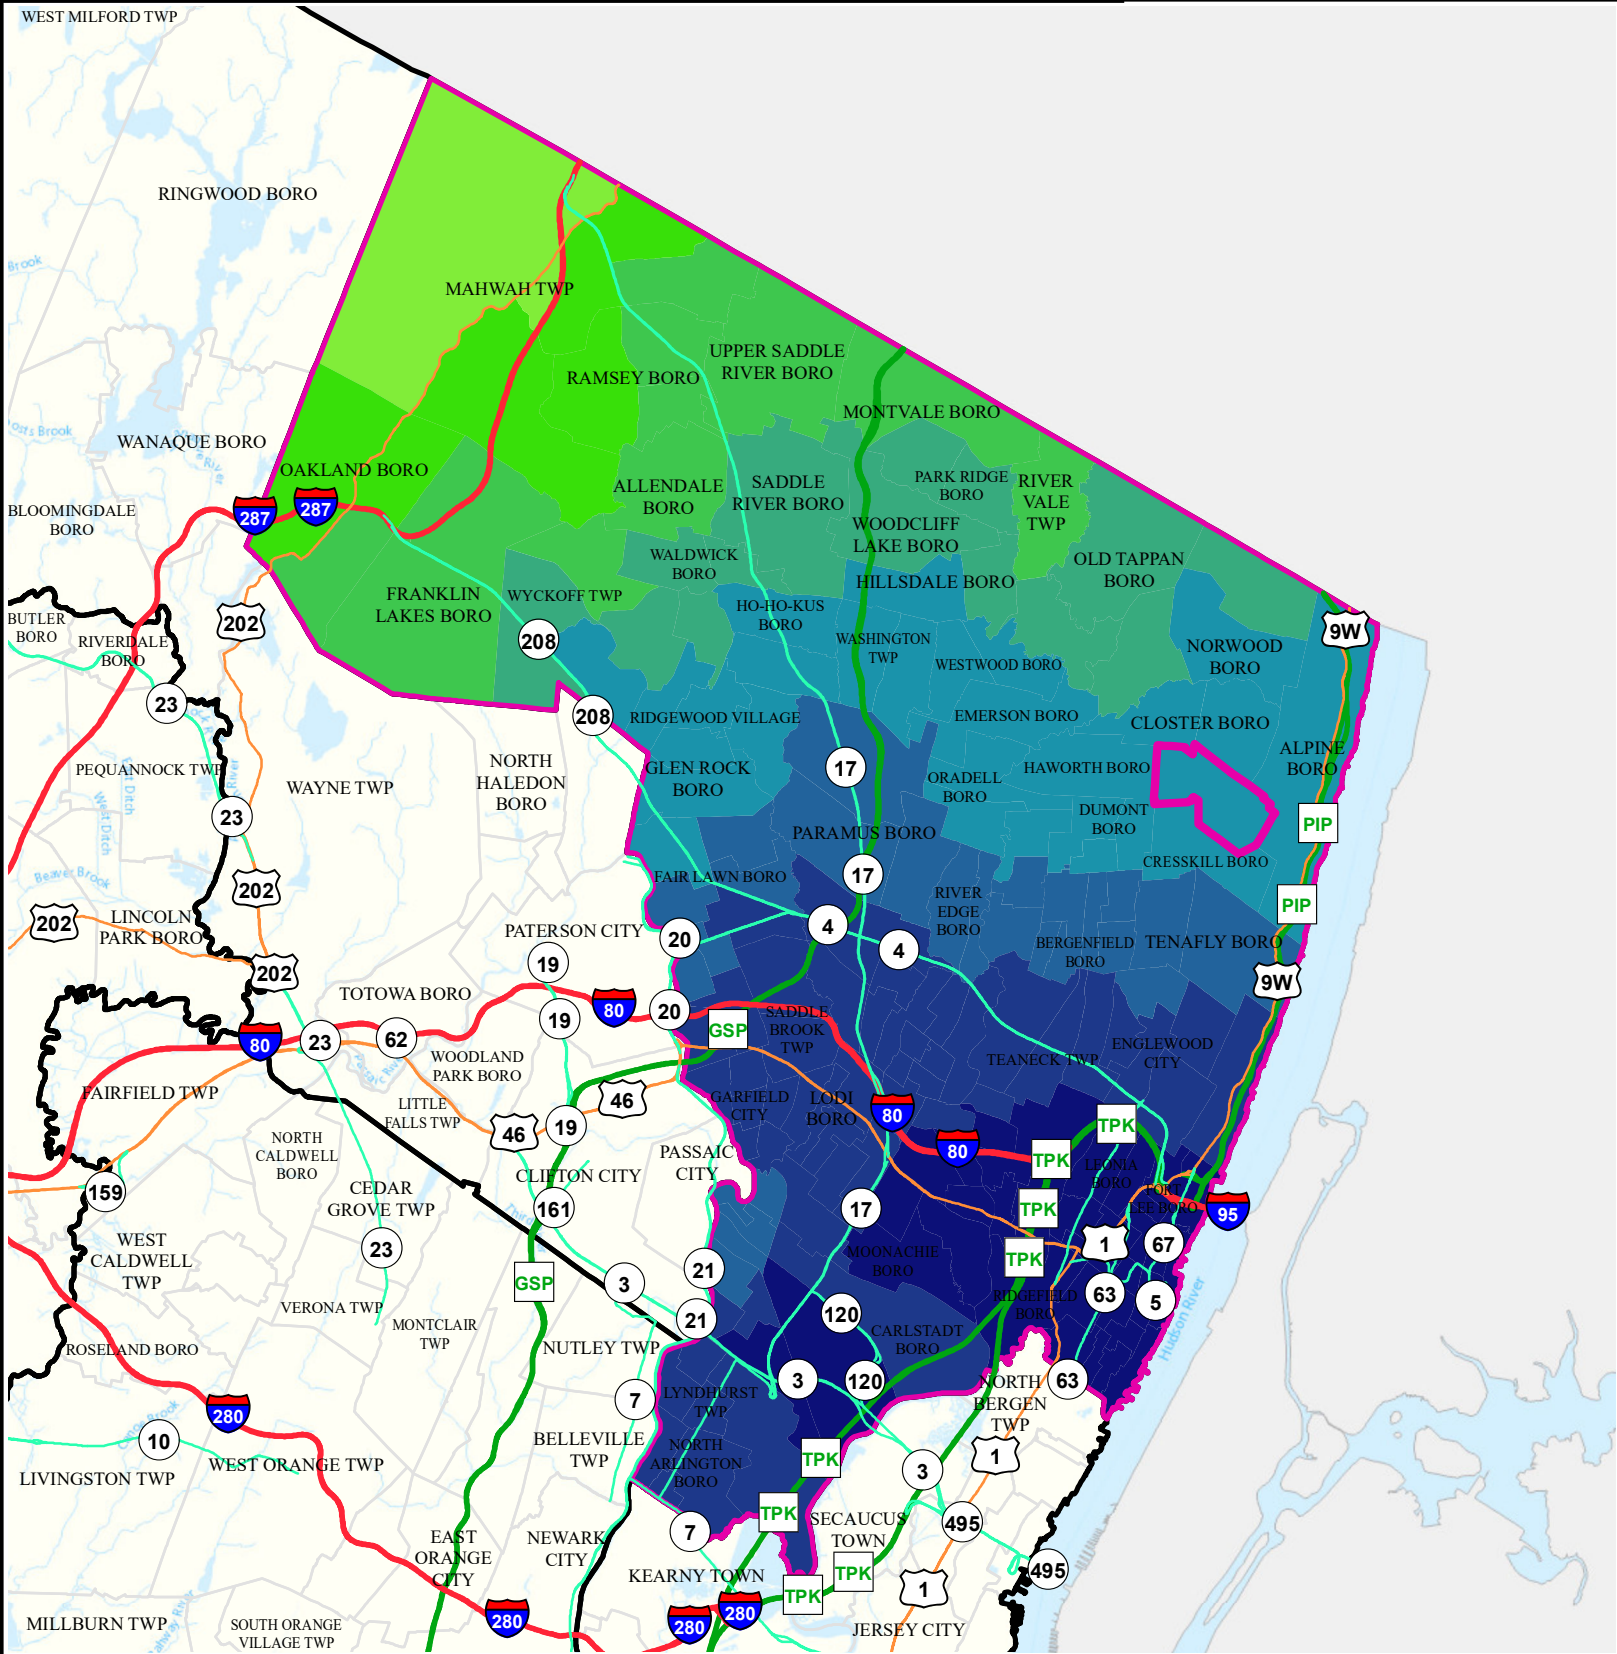 WEST MILFORD TWP
RINGWOOD BORO
MAHWAH TWP
UPPER SADDLE
RIVER BORO
RAMSEY BORO
MONTVALE BORO
WANAQUE BORO
OAKLAND BORO
PARK RIDGE
BORO
RIVER
VALE
TWP
SADDLE
RIVER BORO
ALLENDALE
BORO
BLOOMINGDALE
BORO
287
287
WOODCLIFF
LAKE BORO
OLD TAPPAN
BORO
WALDWICK
BORO
HILLSDALE BORO
FRANKLIN
LAKES BORO
WYCKOFF TWP
HO-HO-KUS
BORO
BUTLER
BORO
202
RIVERDALE
BORO
208
WASHINGTON
TWP
WESTWOOD BORO
NORWOOD
BORO
9W
23
208
RIDGEWOOD VILLAGE
EMERSON BORO
CLOSTER BORO
ALPINE
BORO
PEQUANNOCK TWP
WAYNE TWP
NORTH
HALEDON
BORO
GLEN ROCK
BORO
17
ORADELL
BORO
HAWORTH BORO
DUMONT
BORO
23
PARAMUS BORO
PIP
CRESSKILL BORO
Beaver Brook
202
FAIR LAWN BORO
17
RIVER
EDGE
BORO
PIP
202
LINCOLN
PARK BORO
PATERSON CITY
20
4
4
BERGENFIELD
BORO
TENAFLY BORO
202
19
9W
TOTOWA BORO
80
20
19
GSP
SADDLE
BROOK
TWP
80
23
62
WOODLAND
PARK BORO
TEANECK TWP
ENGLEWOOD
CITY
FAIRFIELD TWP
LITTLE
FALLS TWP
46
46
19
GARFIELD
CITY
LODI
BORO
80
80
TPK
TPK
NORTH
CALDWELL
BORO
PASSAIC
CITY
CLIFTON CITY
LEONIA
BORO
159
CEDAR
GROVE TWP
161
17
TPK
FORT
LEE BORO
95
WEST
CALDWELL
TWP
23
MOONACHIE
BORO
TPK
1
67
21
GSP
3
RIDGEFIELD
BORO
63
5
Hudson River
VERONA TWP
21
120
MONTCLAIR
TWP
CARLSTADT
BORO
ROSELAND BORO
NUTLEY TWP
3
120
63
NORTH
BERGEN
TWP
7
LYNDHURST
TWP
280
10
BELLEVILLE
TWP
NORTH
ARLINGTON
BORO
TPK
3
1
LIVINGSTON TWP
WEST ORANGE TWP
TPK
7
SECAUCUS
TOWN
495
EAST
ORANGE
CITY
NEWARK
CITY
495
KEARNY TOWN
TPK
TPK
1
280
280
280
MILLBURN TWP
SOUTH ORANGE
VILLAGE TWP
JERSEY CITY